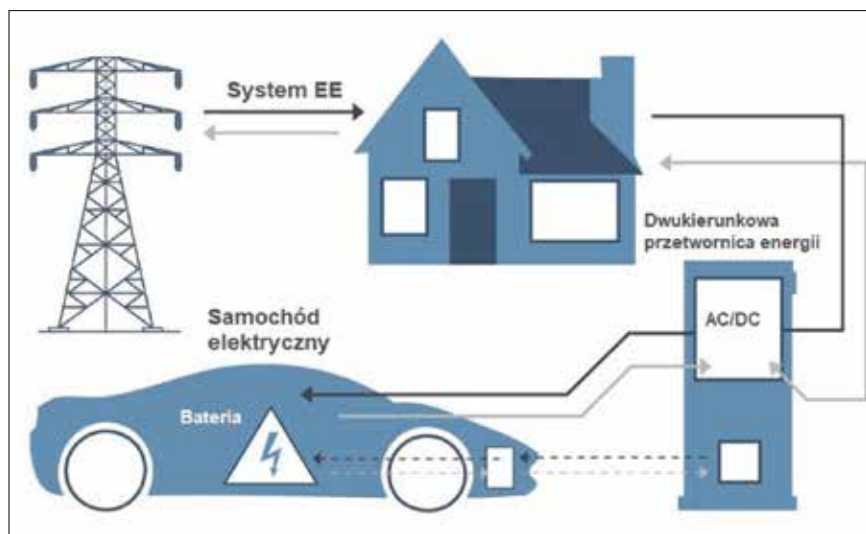 System EE
Dwukierunkowa
przetwornica energii
AC/DC
Samochód
elektryczny
Bateria